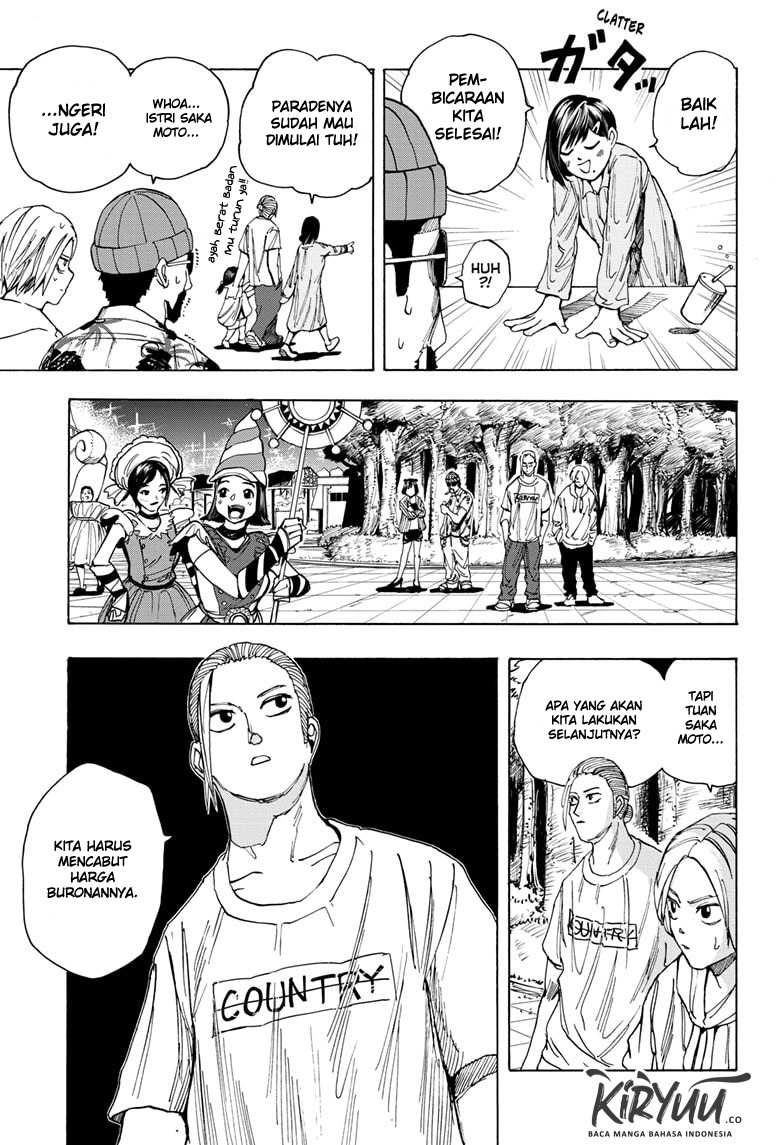 CLATTER
ガタッ
BAIK
LAH!
PEM-
BICARAAN
KITA
SELESAI!
HUH
?!
PARADENYA
SUDAH MAU
DIMULAI TUH!
ayah, Berat Badan
Mu turun ya!!
WHOA...
ISTRI SAKA
MOTO...
...NGERI
JUGA!
TAPI
TUAN
SAKA
MOTO...
APA YANG AKAN
KITA LAKUKAN
SELANJUTNYA?
KITA HARUS
MENCABUT
HARGA
BURONANNYA.
COUNTRY
KIRYUU.CO
BACA MANGA BAHASA INDONESIA